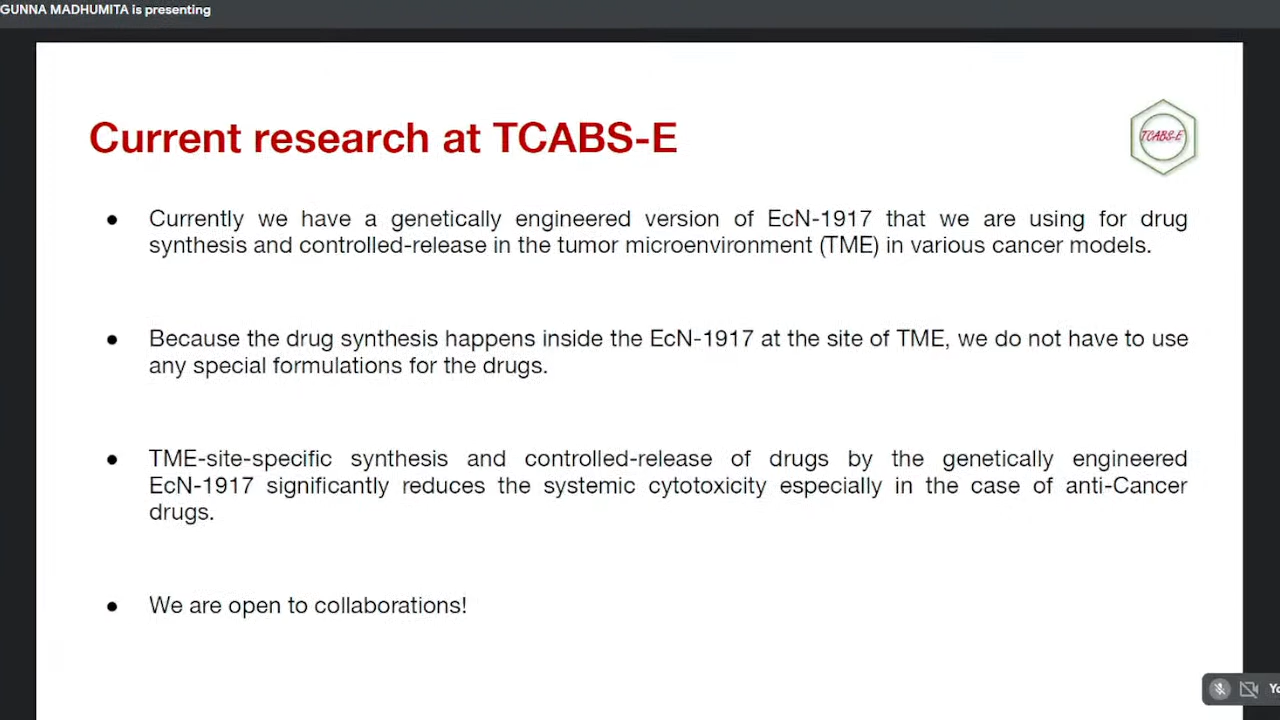 GUNNA MADHUMITA is presenting
Current research at TCABS-E
TCABS-E
● Currently we have a genetically engineered version of EcN-1917 that we are using for drug
synthesis and controlled-release in the tumor microenvironment (TME) in various cancer models.
● Because the drug synthesis happens inside the EcN-1917 at the site of TME, we do not have to use
any special formulations for the drugs.
● TME-site-specific synthesis and controlled-release of drugs by the genetically engineered
EcN-1917 significantly reduces the systemic cytotoxicity especially in the case of anti-Cancer
drugs.
● We are open to collaborations!